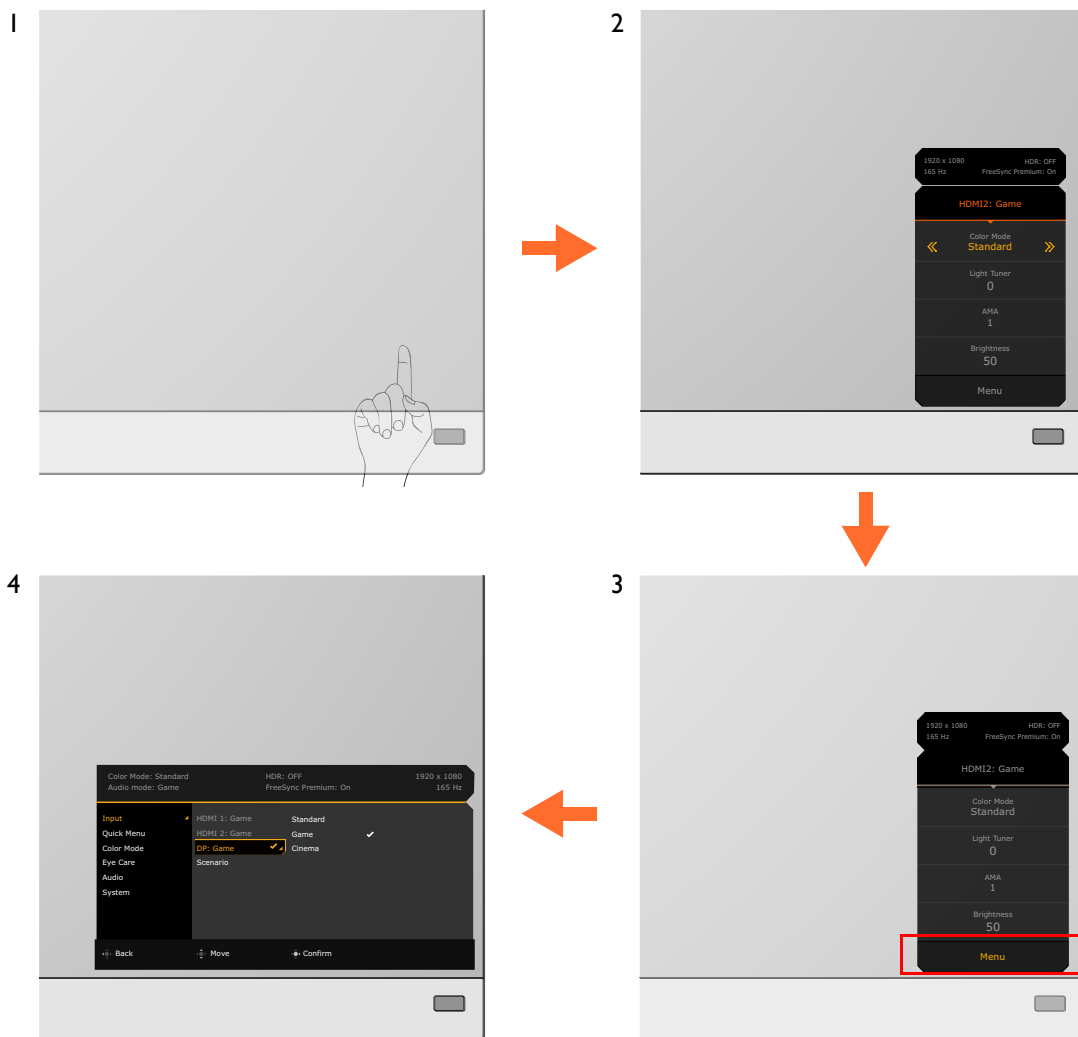 1
2
1920 x 1080 HDR: OFF
165 Hz FreeSync Premium: On
HDMI2: Game
Color Mode
Standard
Light Tuner
0
AMA
1
Brightness
50
Menu
4
Color Mode: Standard HDR: OFF 1920 x 1080
Audio mode: Game FreeSync Premium: On 165 Hz
Input HDMI 1: Game Standard
Quick Menu HDMI 2: Game Game
Color Mode DP: Game Cinema
Eye Care Scenario
Audio
System
Back Move Confirm
3
1920 x 1080 HDR: OFF
165 Hz FreeSync Premium: On
HDMI2: Game
Color Mode
Standard
Light Tuner
0
AMA
1
Brightness
50
Menu